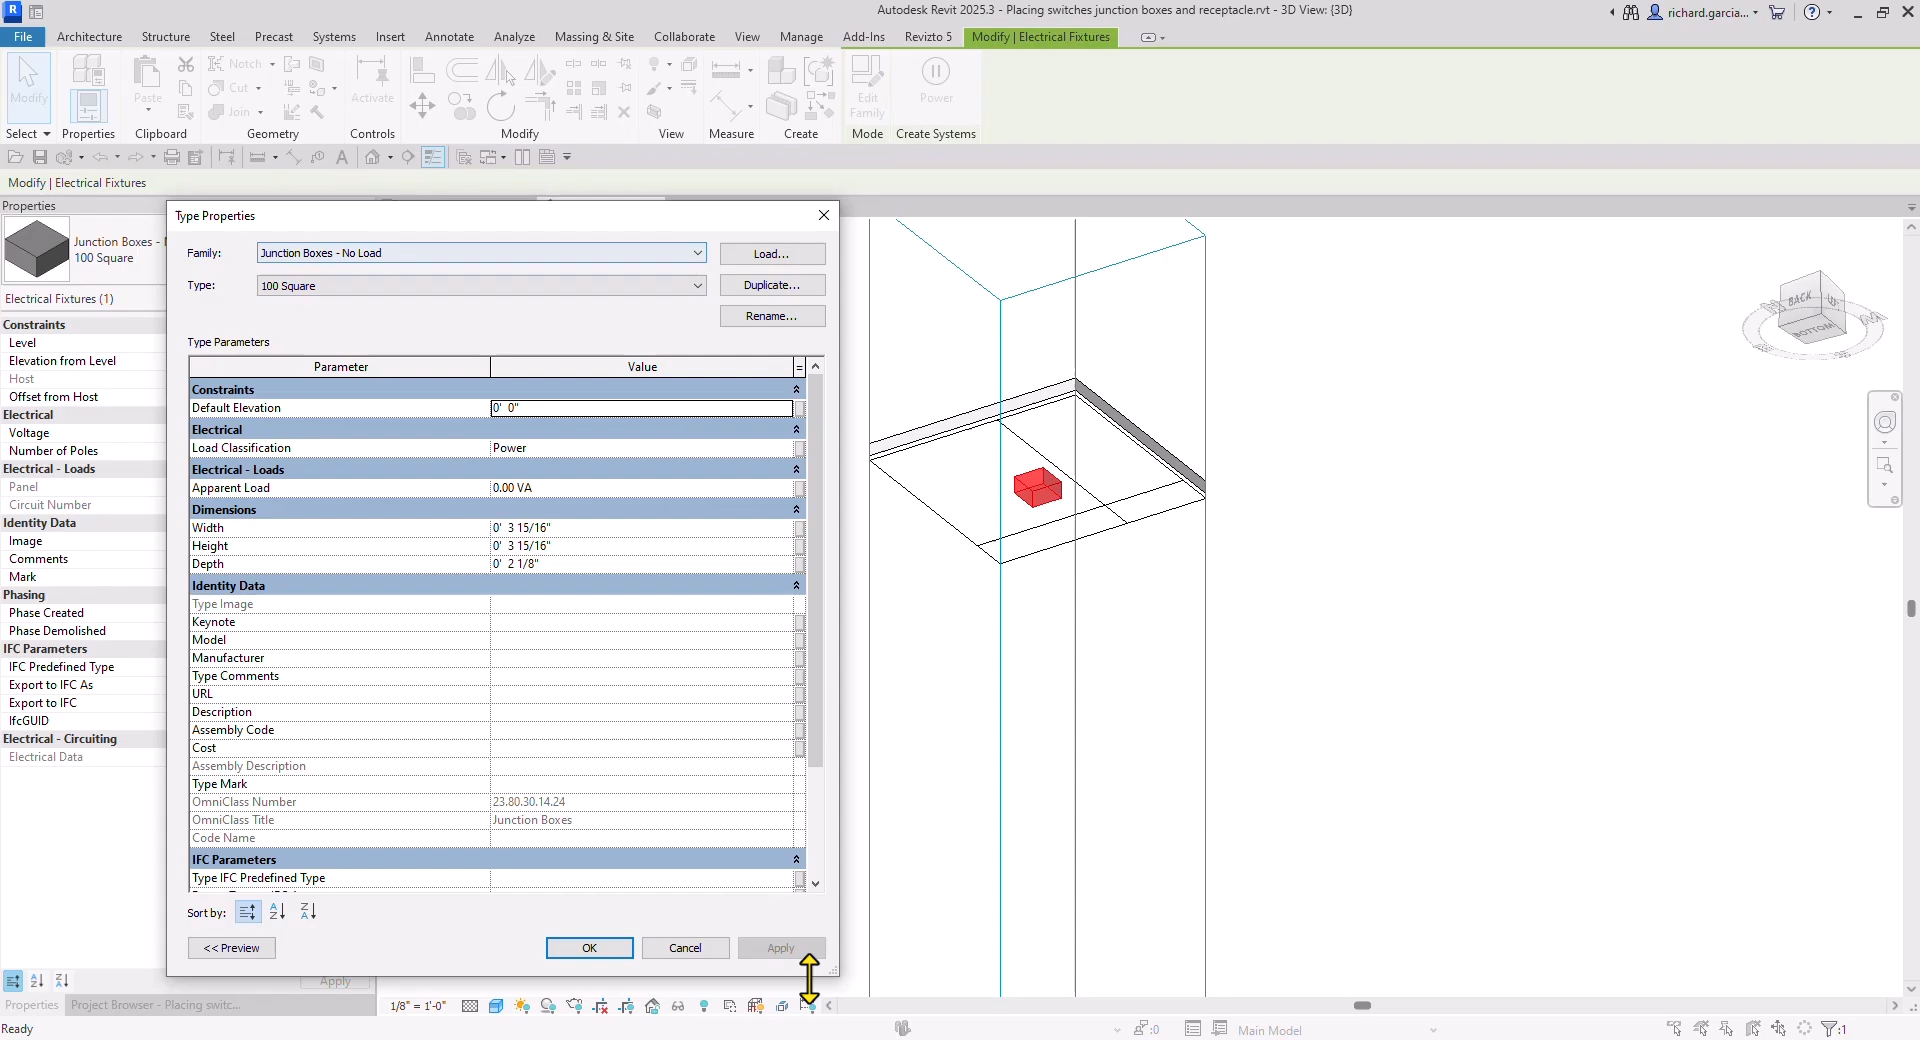 Autodesk Revit 2025.3 - Placing switches junction boxes and receptacle.rvt - 3D View: {3D}
richard.garcia...
File Architecture Structure Steel Precast Systems Insert Annotate Analyze Massing & Site Collaborate View Manage Add-Ins Revizto 5 Modify | Electrical Fixtures
Modify
Paste
Notch
Cut
Join
Activate
Edit
Family
Power
Select Properties Clipboard Geometry Controls Modify View Measure Create Mode Create Systems
Modify | Electrical Fixtures
Properties
Junction Boxes -
100 Square
Electrical Fixtures (1)
Constraints
Level
Elevation from Level
Host
Offset from Host
Electrical
Voltage
Number of Poles
Electrical - Loads
Panel
Circuit Number
Identity Data
Image
Comments
Mark
Phasing
Phase Created
Phase Demolished
IFC Parameters
IFC Predefined Type
Export to IFC As
Export to IFC
IfcGUID
Electrical - Circuiting
Electrical Data
Apply
Properties Project Browser - Placing switc...
Type Properties
Family: Junction Boxes - No Load Load...
Type: 100 Square Duplicate...
Rename...
Type Parameters
Parameter Value =
Constraints
Default Elevation 0' 0"
Electrical
Load Classification Power
Electrical - Loads
Apparent Load 0.00 VA
Dimensions
Width 0' 3 15/16"
Height 0' 3 15/16"
Depth 0' 2 1/8"
Identity Data
Type Image
Keynote
Model
Manufacturer
Type Comments
URL
Description
Assembly Code
Cost
Assembly Description
Type Mark
OmniClass Number 23.80.30.14.24
OmniClass Title Junction Boxes
Code Name
IFC Parameters
Type IFC Predefined Type
Sort by:
<< Preview OK Cancel Apply
BACK
BOTTOM
1/8" = 1'-0"
Ready
:0
Main Model
:1